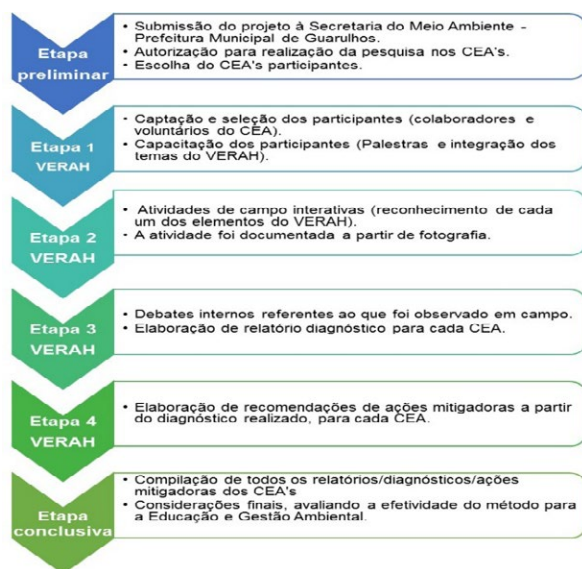 Etapa
preliminar
• Submissão do projeto à Secretaria do Meio Ambiente -
Prefeitura Municipal de Guarulhos.
• Autorização para realização da pesquisa nos CEA's.
• Escolha do CEA's participantes.
Etapa 1
VERAH
• Captação e seleção dos participantes (colaboradores e
voluntários do CEA).
• Capacitação dos participantes (Palestras e integração dos
temas do VERAH).
Etapa 2
VERAH
• Atividades de campo interativas (reconhecimento de cada
um dos elementos do VERAH).
• A atividade foi documentada a partir de fotografia.
Etapa 3
VERAH
• Debates internos referentes ao que foi observado em campo.
• Elaboração de relatório diagnóstico para cada CEA.
Etapa 4
VERAH
• Elaboração de recomendações de ações mitigadoras a partir
do diagnóstico realizado, para cada CEA.
Etapa
conclusiva
• Compilação de todos os relatórios/diagnósticos/ações
mitigadoras dos CEA's
• Considerações finais, avaliando a efetividade do método para
a Educação e Gestão Ambiental.